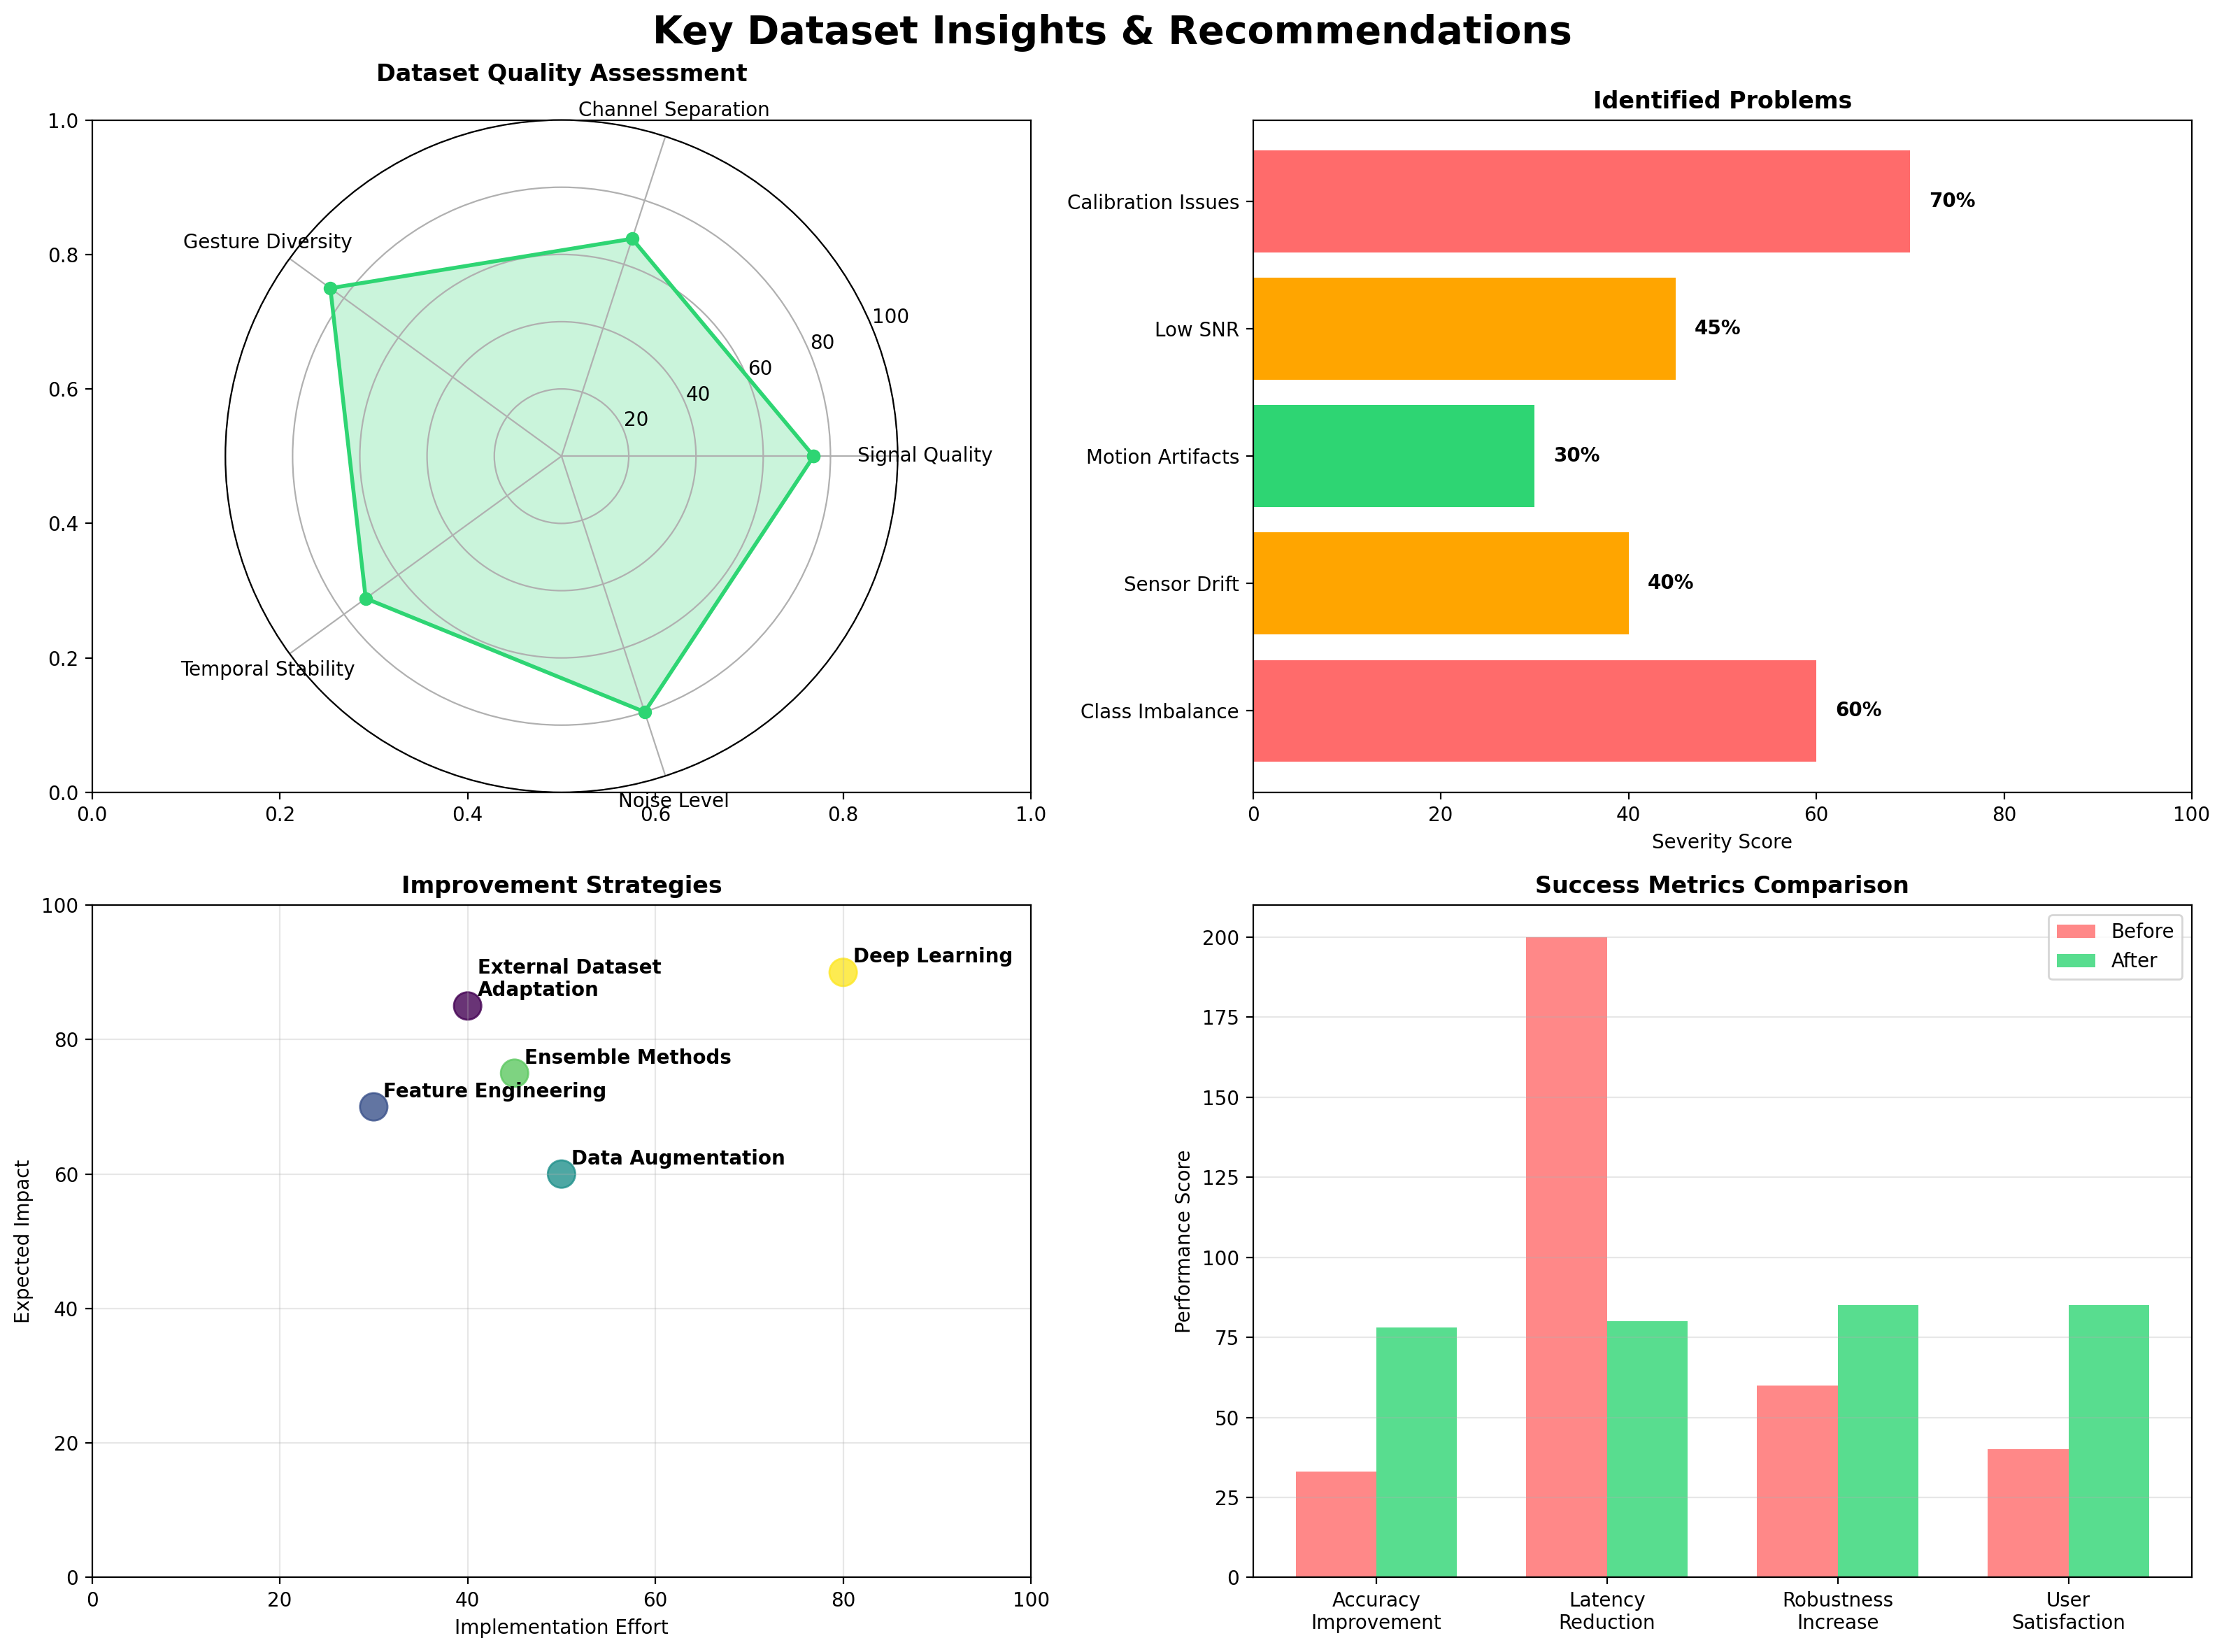 Key Dataset Insights & Recommendations
Dataset Quality Assessment
Channel Separation
Gesture Diversity
Signal Quality
Temporal Stability
Noise Level
20
40
60
80
100
1.0
0.8
0.6
0.4
0.2
0.0
0.0
0.2
0.4
0.6
0.8
1.0
Identified Problems
Calibration Issues
70%
Low SNR
45%
Motion Artifacts
30%
Sensor Drift
40%
Class Imbalance
60%
0
20
40
60
80
100
Severity Score
Improvement Strategies
100
80
60
40
20
0
Expected Impact
External Dataset
Adaptation
Deep Learning
Ensemble Methods
Feature Engineering
Data Augmentation
0
20
40
60
80
100
Implementation Effort
Success Metrics Comparison
Before
After
200
175
150
125
100
75
50
25
0
Performance Score
Accuracy
Improvement
Latency
Reduction
Robustness
Increase
User
Satisfaction